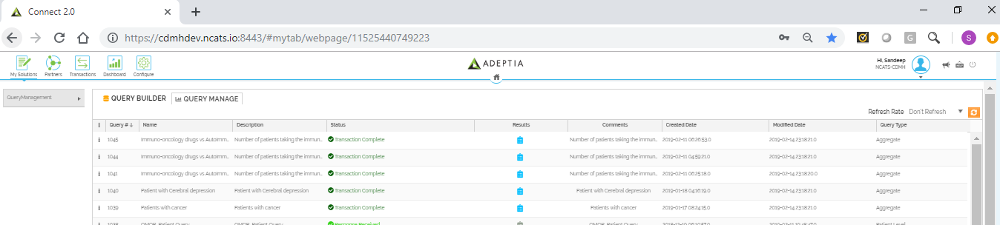 Connect 2.0
https://cdmhdev.ncats.io:8443/#mytab/webpage/11525440749223
G
S
My Solutions Partners Transactions Dashboard Configure
ADEPTIA
Hi, Sandeep
NCATS-CDMH
HELP
QueryManagement
QUERY BUILDER QUERY MANAGE
Refresh Rate Don't Refresh
Query # Name Description Status Results Comments Created Date Modified Date Query Type
1045 Immuno-oncology drugs vs AutoImm... Number of patients taking the immun... Transaction Complete Number of patients taking the immun... 2019-02-11 06:26:53.0 2019-02-14 23:18:21.0 Aggregate
1044 Immuno-oncology drugs vs AutoImm... Number of patients taking the immun... Transaction Complete Number of patients taking the immun... 2019-02-11 04:59:21.0 2019-02-14 23:18:21.0 Aggregate
1041 Immuno-oncology drugs vs AutoImm... Number of patients taking the immun... Transaction Complete Number of patients taking the immun... 2019-02-11 06:25:18.0 2019-02-14 23:18:20.0 Aggregate
1040 Patient with Cerebral depression Patient with Cerebral depression Transaction Complete Patient with Cerebral depression 2019-01-18 04:16:19.0 2019-02-14 23:18:21.0 Aggregate
1039 Patients with cancer Patients with cancer Transaction Complete Patients with cancer 2019-01-17 08:24:15.0 2019-02-14 23:18:21.0 Aggregate
1038 OMOP Patient Query OMOP Patient Query Response Received OMOP Patient Query Patient Level